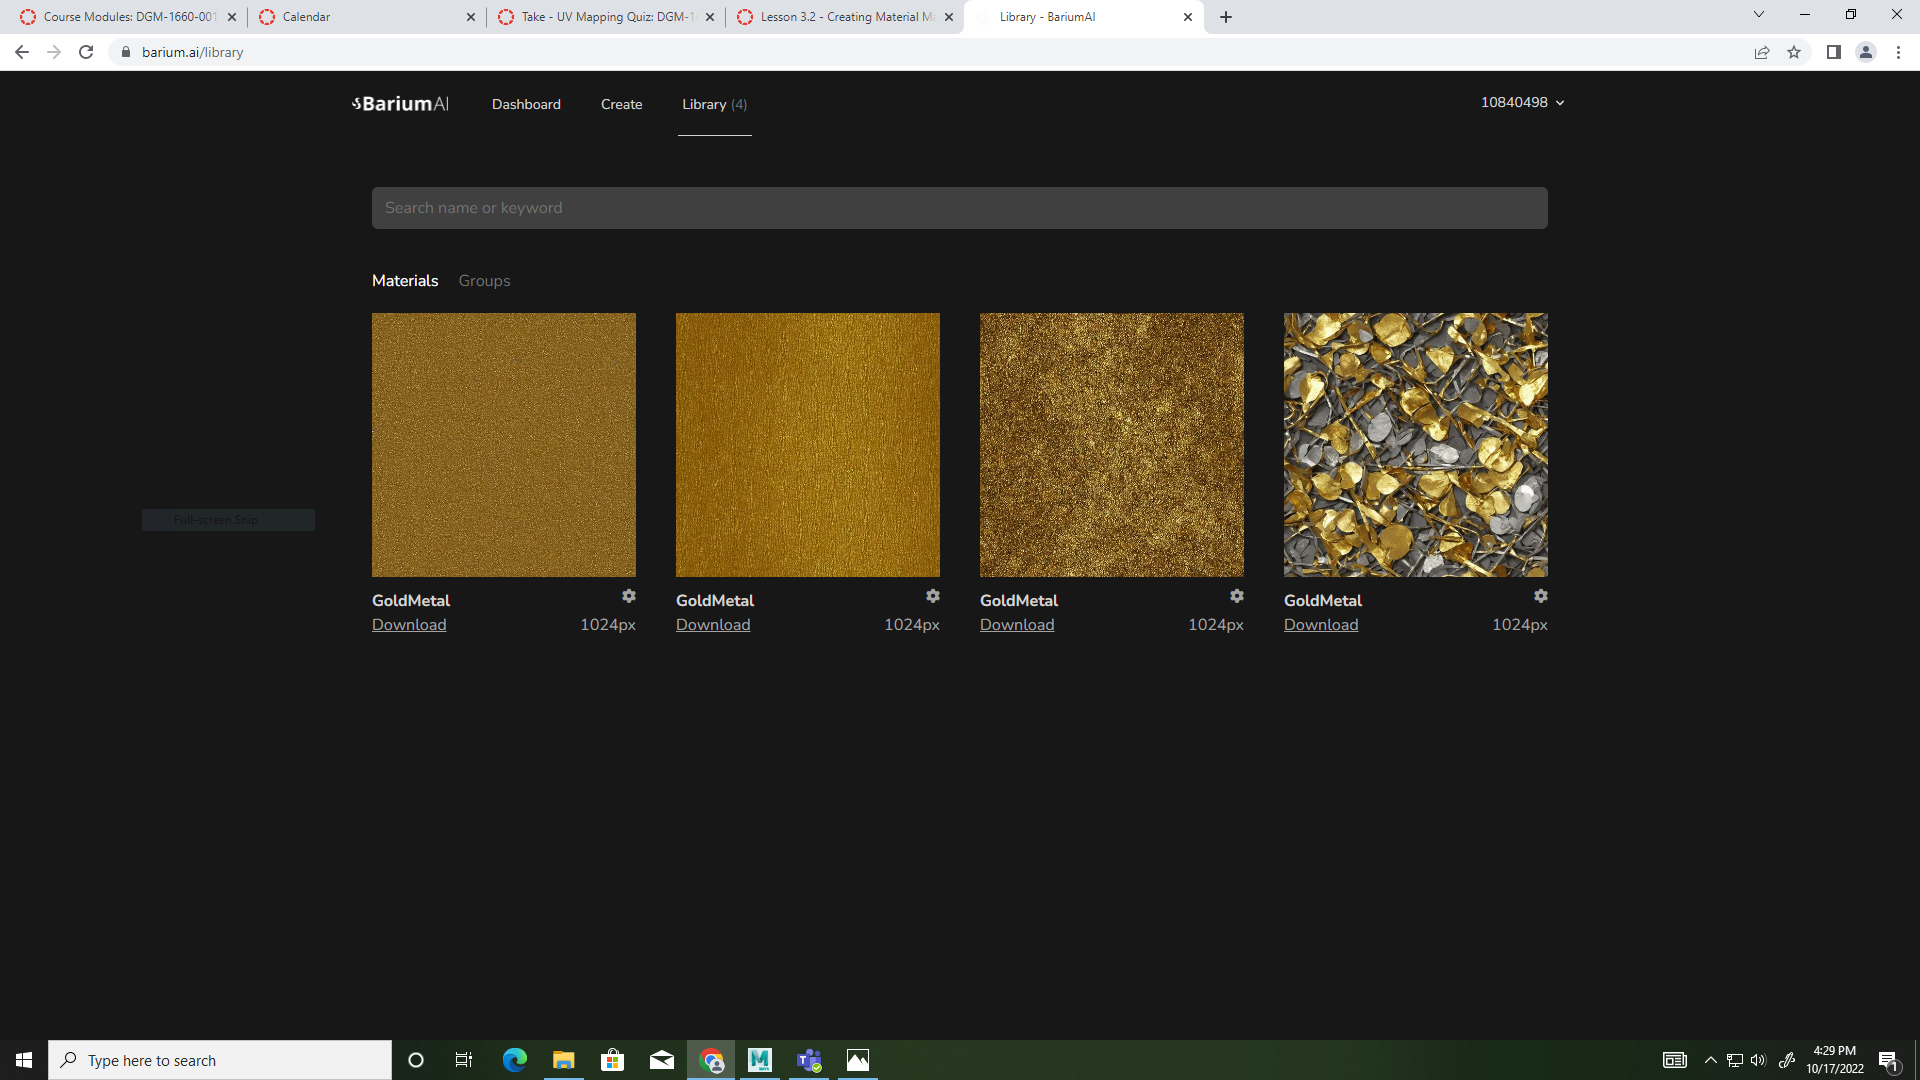 Course Modules: DGM-1660-001
Calendar
Take - UV Mapping Quiz: DGM-1
Lesson 3.2 - Creating Material M
Library - BariumAI
barium.ai/library
BariumAI
Dashboard
Create
Library (4)
10840498
Search name or keyword
Materials
Groups
Full-screen Snip
GoldMetal
GoldMetal
GoldMetal
GoldMetal
Download
1024px
Download
1024px
Download
1024px
Download
1024px
Type here to search
4:29 PM
10/17/2022
1